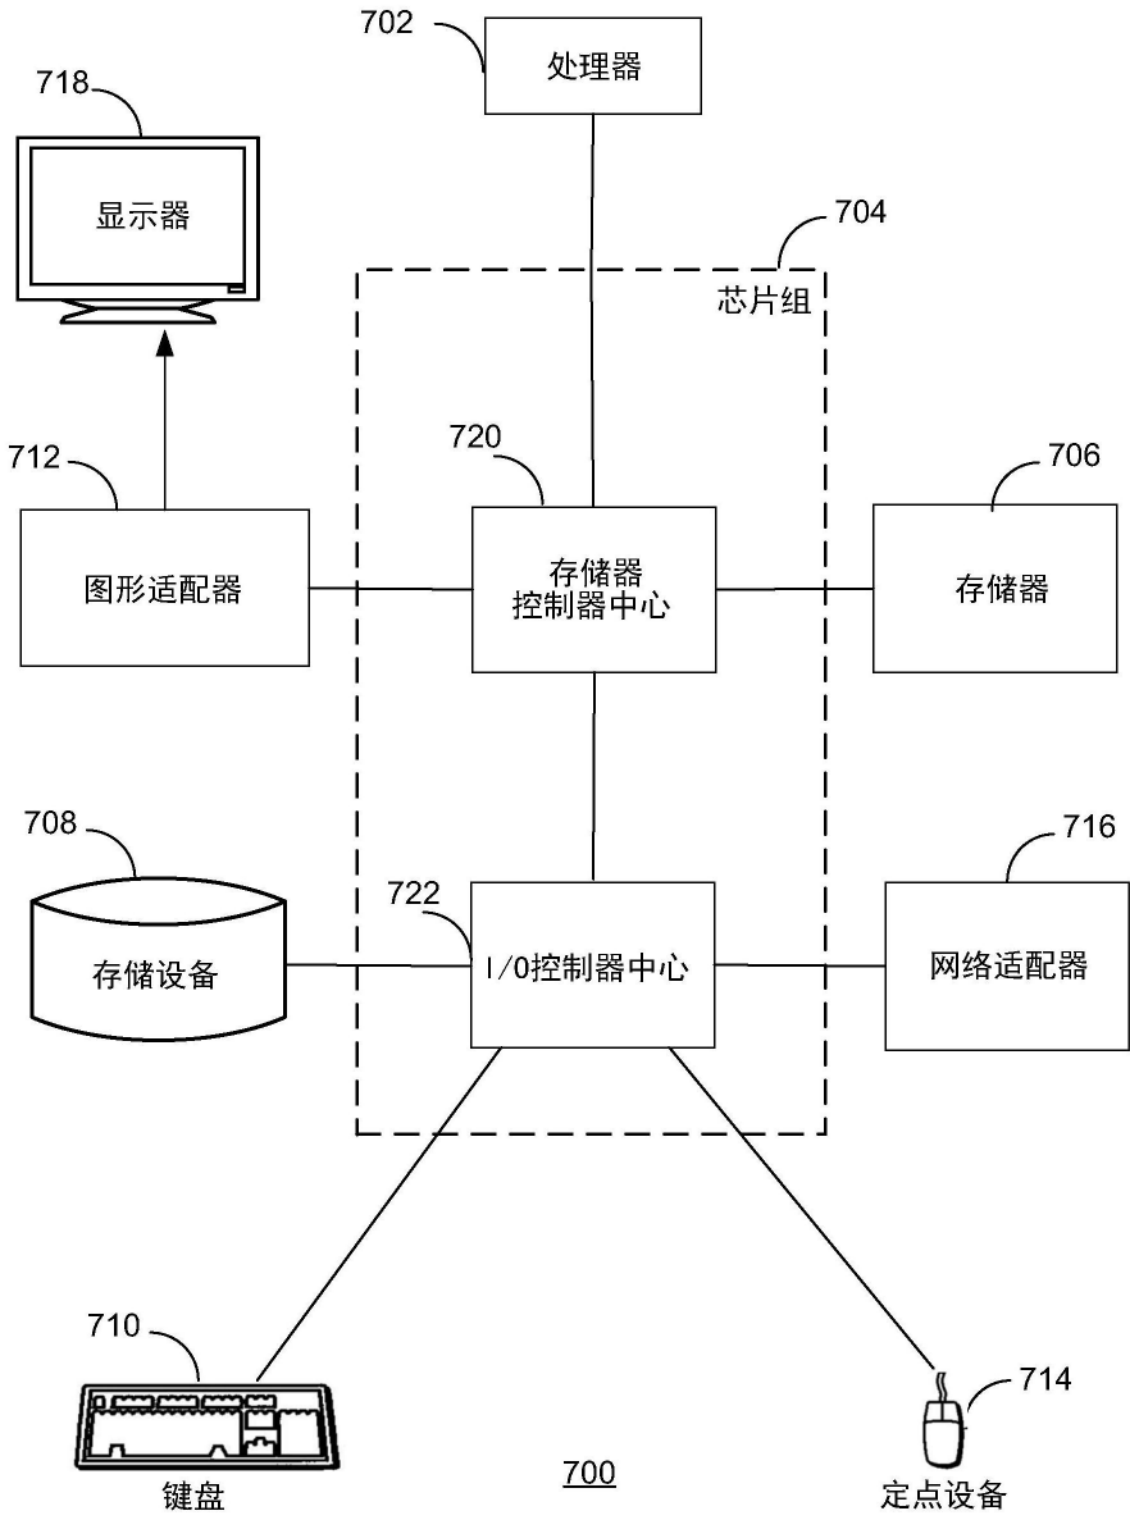 702
处理器
718
显示器
704
芯片组
720
712
706
图形适配器
存储器
控制器中心
存储器
708
716
722
存储设备
I/O控制器中心
网络适配器
710
714
键盘
700
定点设备